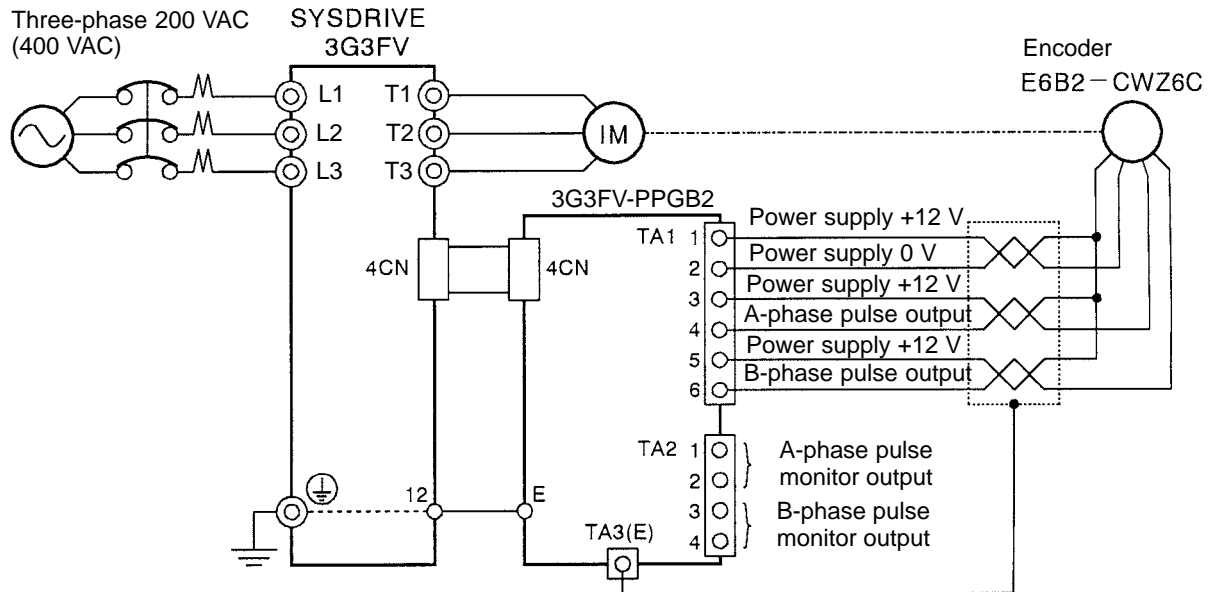 Three-phase 200 VAC
(400 VAC)
SYSDRIVE
3G3FV
Encoder
E6B2-CWZ6C
L1
T1
L2
T2
L3
T3
IM
3G3FV-PPGB2
4CN
4CN
TA1
1
Power supply +12 V
2
Power supply 0 V
3
Power supply +12 V
4
A-phase pulse output
5
Power supply +12 V
6
B-phase pulse output
TA2
1
2
A-phase pulse
monitor output
3
4
B-phase pulse
monitor output
12
E
TA3(E)